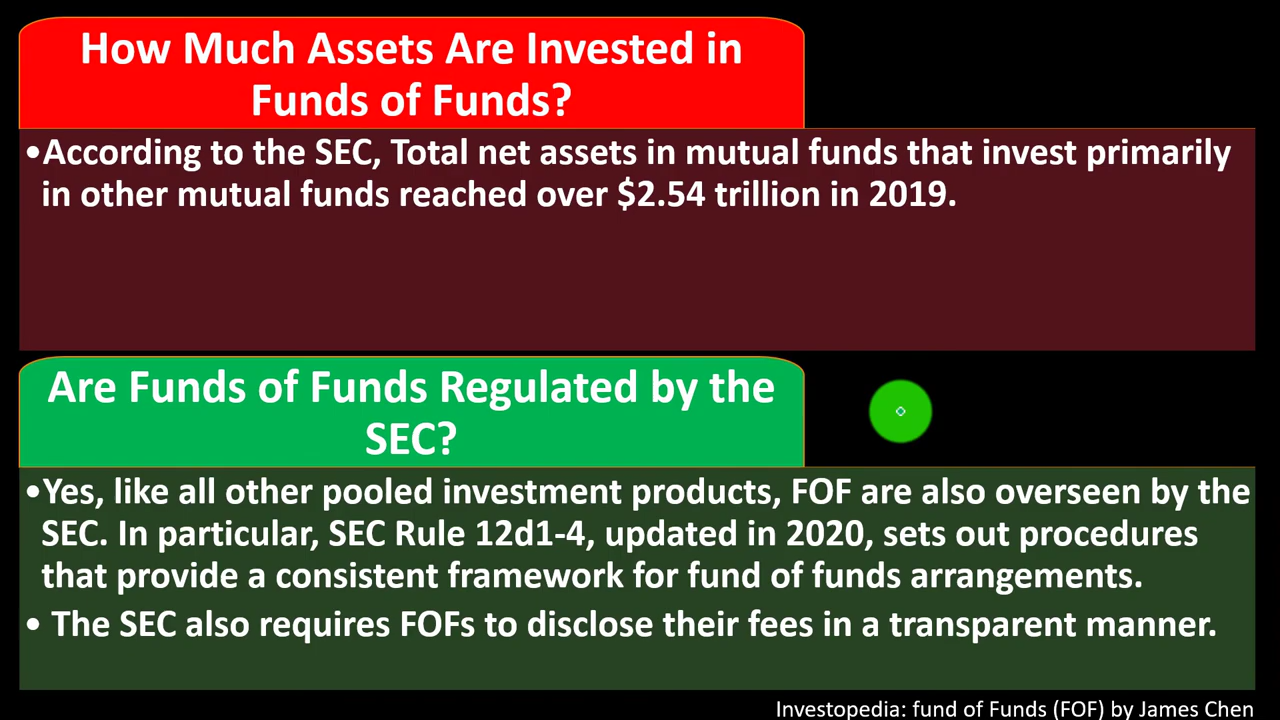 How Much Assets Are Invested in
Funds of Funds?
•According to the SEC, Total net assets in mutual funds that invest primarily
in other mutual funds reached over $2.54 trillion in 2019.
Are Funds of Funds Regulated by the
SEC?
•Yes, like all other pooled investment products, FOF are also overseen by the
SEC. In particular, SEC Rule 12d1-4, updated in 2020, sets out procedures
that provide a consistent framework for fund of funds arrangements.
• The SEC also requires FOFs to disclose their fees in a transparent manner.
Investopedia: fund of Funds (FOF) by James Chen